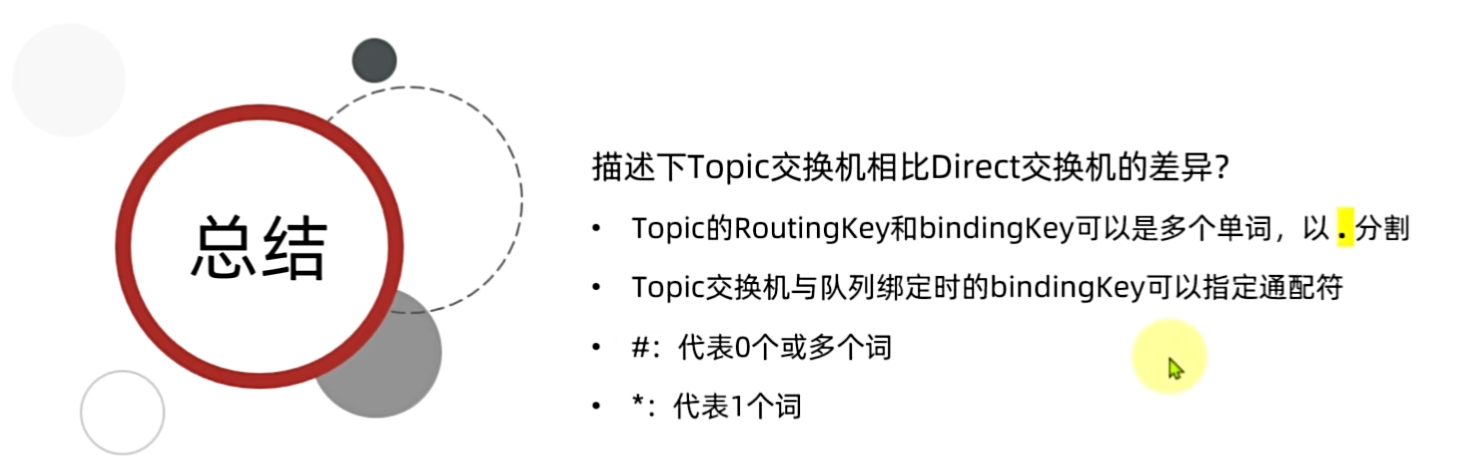 总结
描述下Topic交换机相比Direct交换机的差异？
• Topic的RoutingKey和bindingKey可以是多个单词，以 . 分割
• Topic交换机与队列绑定时的bindingKey可以指定通配符
• #：代表0个或多个词
• *：代表1个词